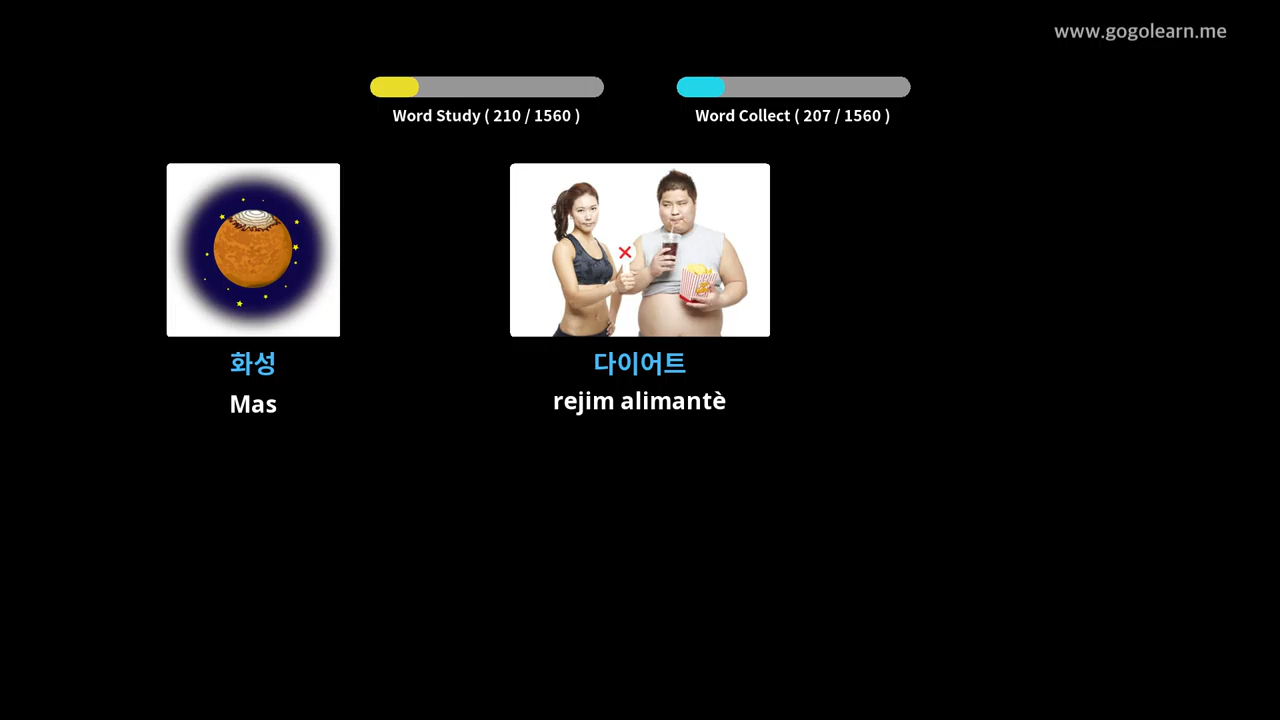 www.gogolearn.me
Word Study ( 210 / 1560 )
Word Collect ( 207 / 1560 )
화성
Mas
다이어트
rejim alimantè